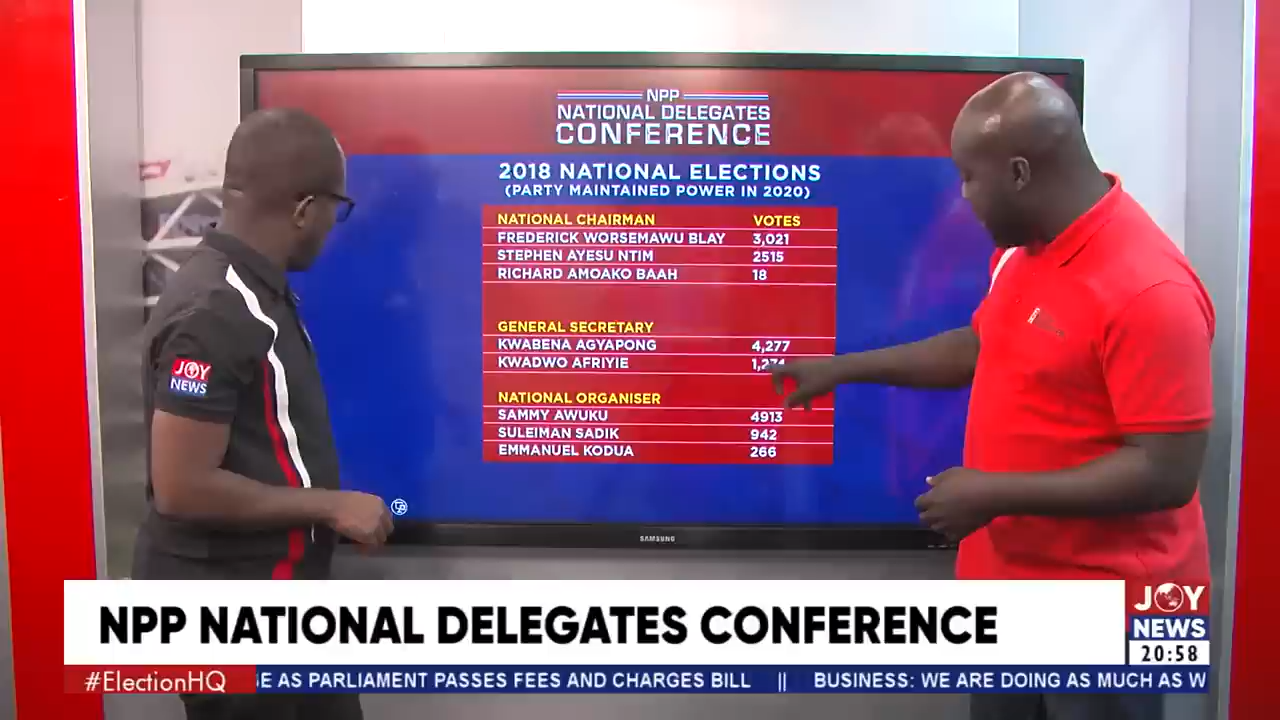 NPP
NATIONAL DELEGATES
CONFERENCE
2018 NATIONAL ELECTIONS
(PARTY MAINTAINED POWER IN 2020)
NATIONAL CHAIRMAN VOTES
FREDERICK WORSEMAWU BLAY 3,021
STEPHEN AYESU NTIM 2515
RICHARD AMOAKO BAAH 18
GENERAL SECRETARY
KWABENA AGYAPONG 4,277
KWADWO AFRIYIE
NATIONAL ORGANISER
SAMMY AWUKU 4913
SULEIMAN SADIK 942
EMMANUEL KODUA 266
SAMSUNG
JOY
NEWS
NPP NATIONAL DELEGATES CONFERENCE
JOY
NEWS
20:58
#ElectionHQ
AS PARLIAMENT PASSES FEES AND CHARGES BILL || BUSINESS: WE ARE DOING AS MUCH AS